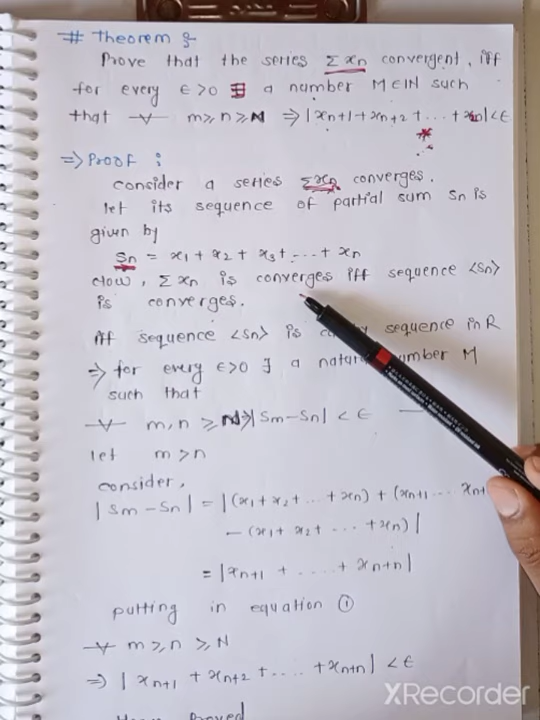 # Theorem :
Prove that the series Σxn convergent, iff
for every ϵ>0 ∃ a number M∈IN such
that ∀ m≥n≥N ⇒ |xn+1+xn+2+...+xn|<ϵ
⇒ Proof :
consider a series Σxn converges.
let its sequence of partial sum Sn is
given by
Sn = x1 + x2 + x3 + ... + xn
Now, Σxn is converges iff sequence <Sn>
is converges.
iff sequence <Sn> is sequence in R
⇒ for every ϵ>0 ∃ a natural number M
such that
∀ m,n ≥ N ⇒ |Sm-Sn| < ϵ —
let m>n
consider,
|Sm-Sn| = |(x1+x2+...+xn) + (xn+1 ... xn+
- (x1+ x2+ ... +xn)|
= |xn+1 + .... + xn+n|
putting in equation ①
∀ m≥n ≥N
⇒ | xn+1 + xn+2 + .... +xn+n| <ϵ
Hence Proved
XRecorder